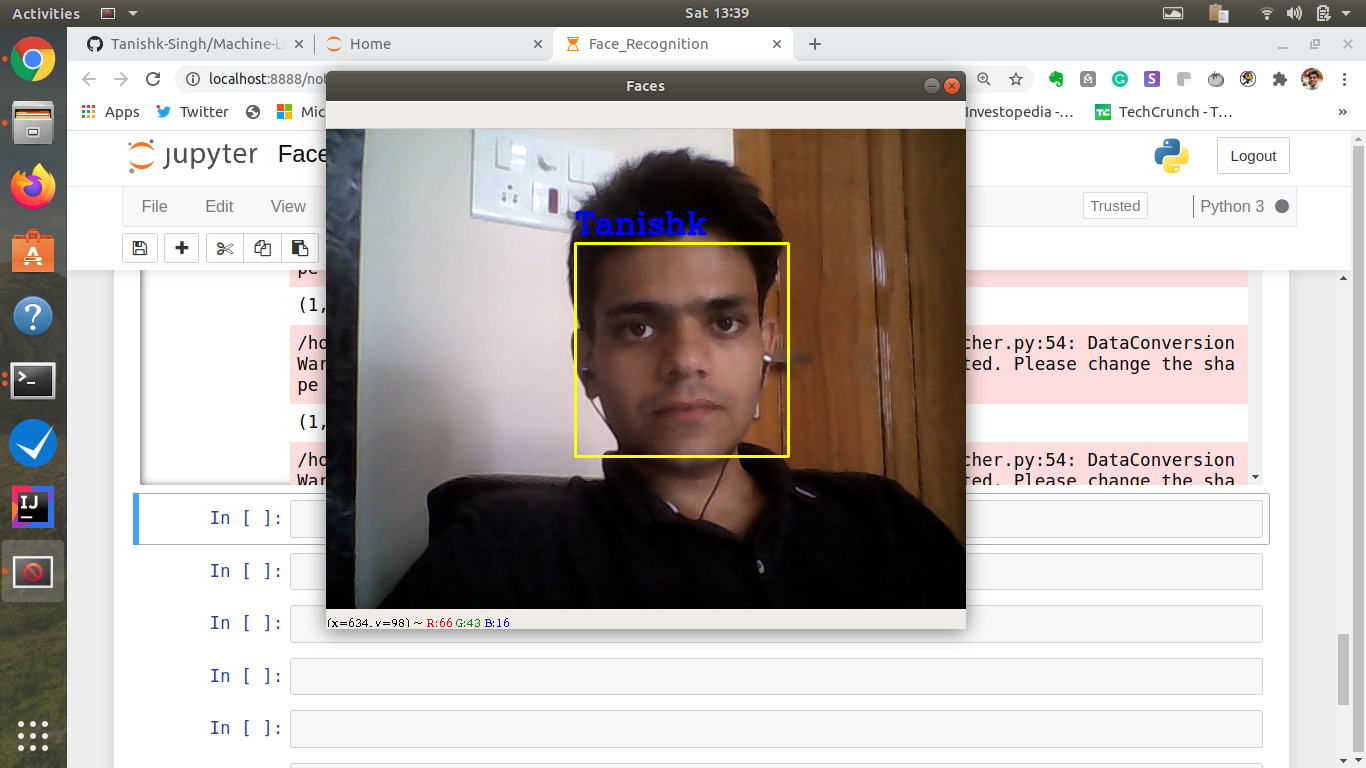 Activities
Sat 13:39
Tanishk-Singh/Machine-L
Home
Face_Recognition
localhost:8888/not
Apps
Twitter
Mic
Investopedia -…
TechCrunch - T…
Faces
jupyter
Face
Logout
File
Edit
View
Trusted
Python 3
Tanishk
pe
(1,
/ho
cher.py:54: DataConversion
War
ted. Please change the sha
pe
(1,
/ho
cher.py:54: DataConversion
War
ted. Please change the sha
In [ ]:
In [ ]:
In [ ]:
In [ ]:
In [ ]:
(x=634, y=98) ~ R:66 G:43 B:16